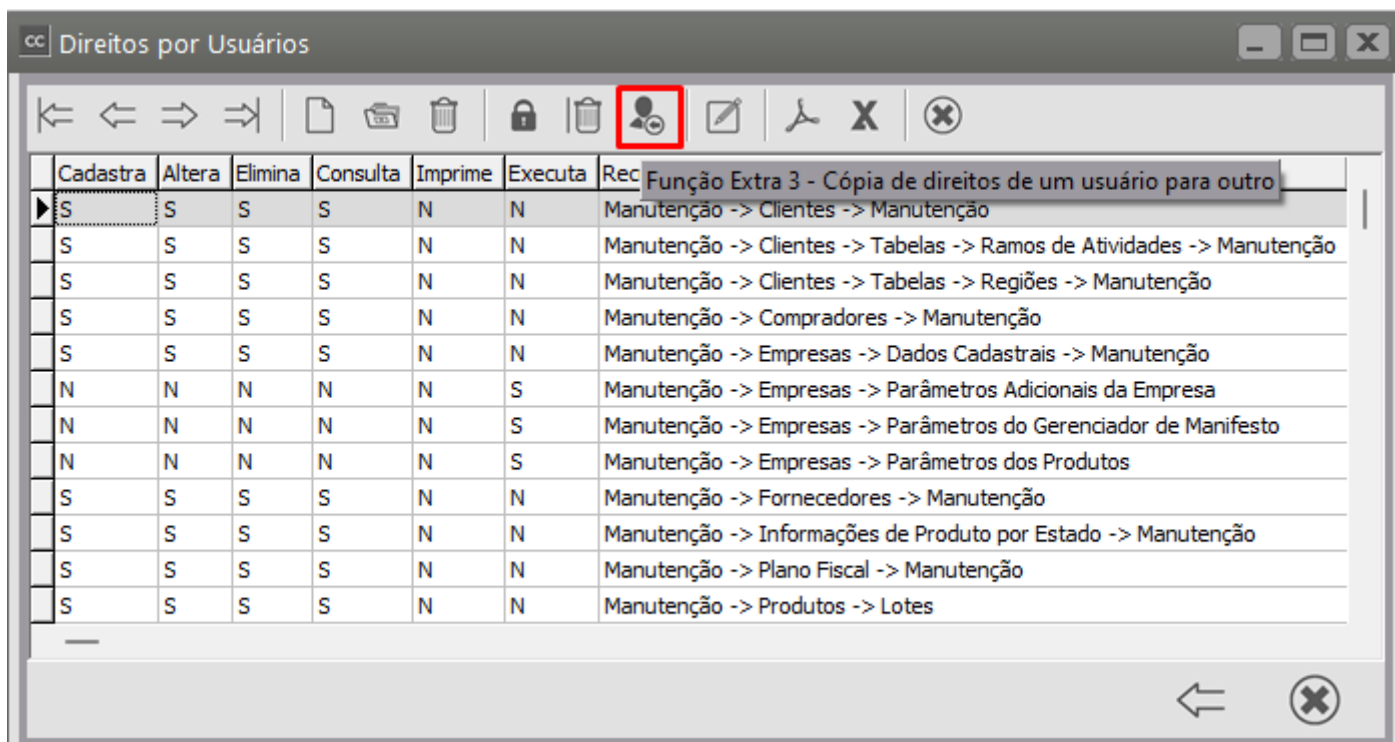 cc Direitos por Usuários
Cadastra Altera Elimina Consulta Imprime Executa Rec
Função Extra 3 - Cópia de direitos de um usuário para outro
S S S S N N Manutenção -> Clientes -> Manutenção
S S S S N N Manutenção -> Clientes -> Tabelas -> Ramos de Atividades -> Manutenção
S S S S N N Manutenção -> Clientes -> Tabelas -> Regiões -> Manutenção
S S S S N N Manutenção -> Compradores -> Manutenção
S S S S N N Manutenção -> Empresas -> Dados Cadastrais -> Manutenção
N N N N N S Manutenção -> Empresas -> Parâmetros Adicionais da Empresa
N N N N N S Manutenção -> Empresas -> Parâmetros do Gerenciador de Manifesto
N N N N N S Manutenção -> Empresas -> Parâmetros dos Produtos
S S S S N N Manutenção -> Fornecedores -> Manutenção
S S S S N N Manutenção -> Informações de Produto por Estado -> Manutenção
S S S S N N Manutenção -> Plano Fiscal -> Manutenção
S S S S N N Manutenção -> Produtos -> Lotes